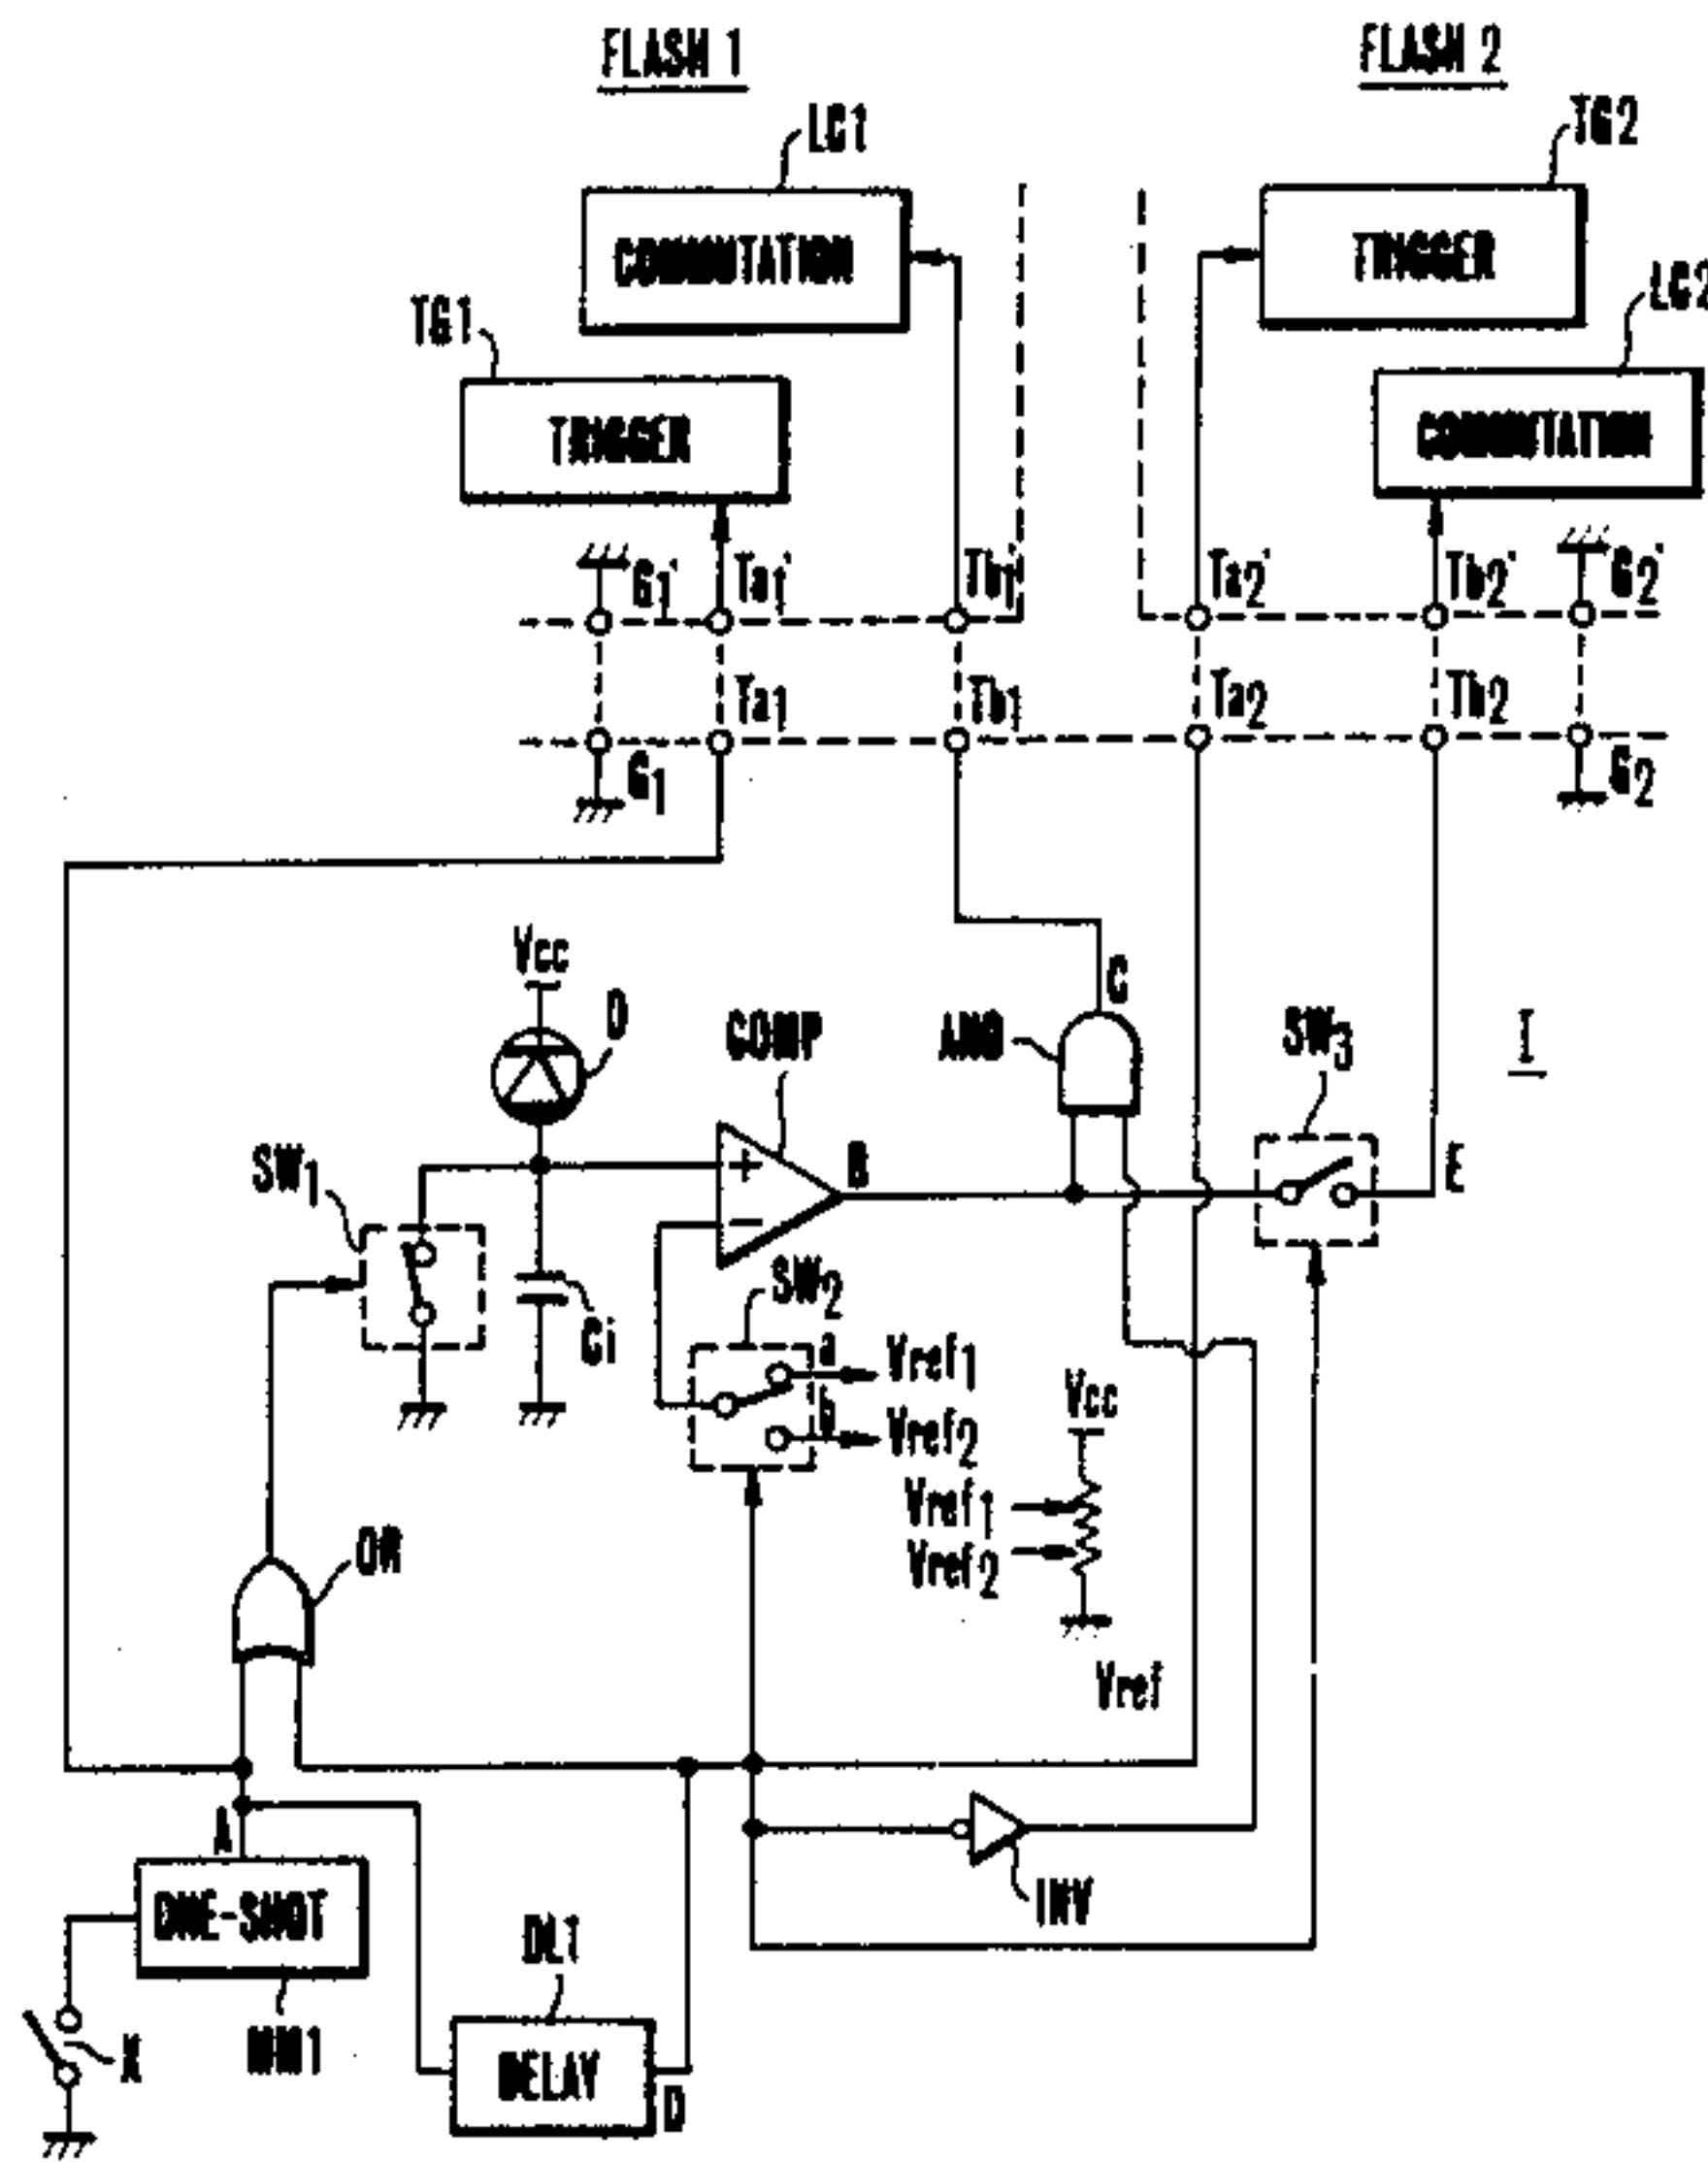 FLASH 1
FLASH 2
LC1
TG2
COMMUTATION
TRIGGER
TG1
LC2
TRIGGER
COMMUTATION
G1'
Ta1'
Tb1'
Ta2'
Tb2'
G2'
Ta1
Tb1
Ta2
Tb2
G1
G2
Vcc
D
COMP
AND
C
SW3
I
SW1
B
E
SW2
Ci
a
Vref1
b
Vref2
Vcc
Vref1
Vref2
OR
Vref
A
ONE-SHOT
INV
DL1
X
MM1
DELAY
D